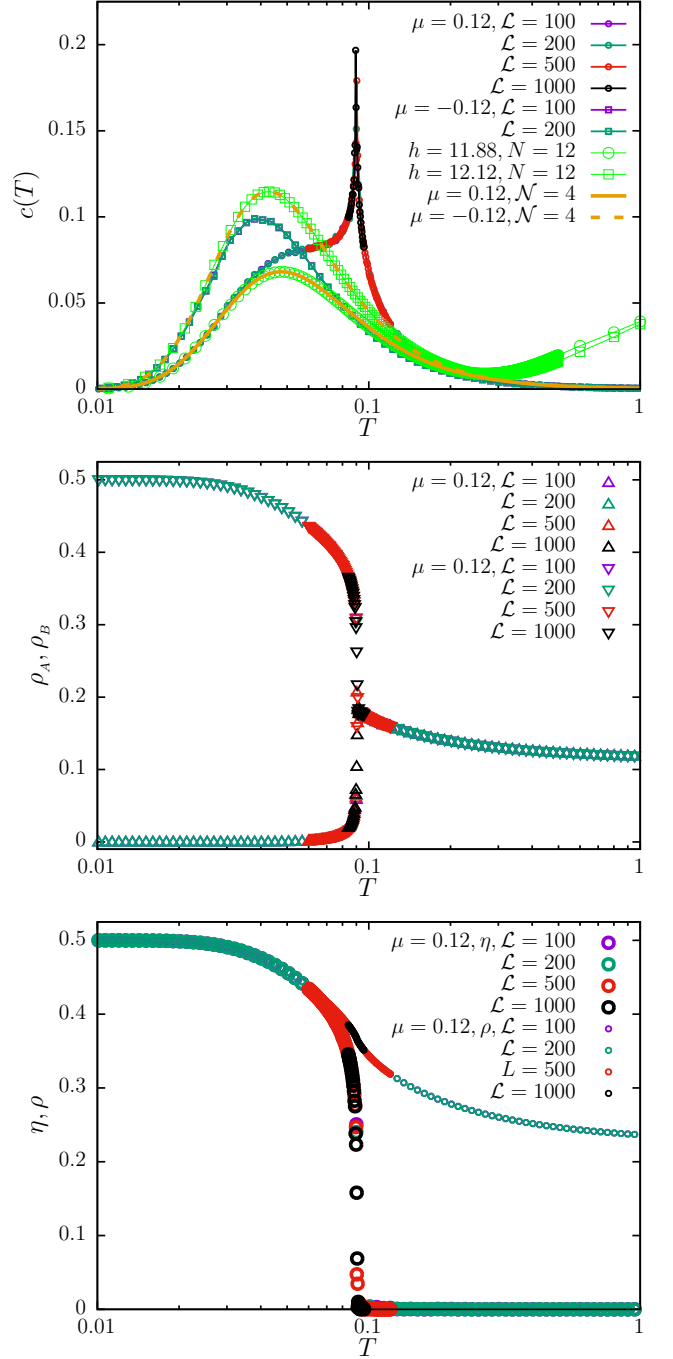 0.2
0.15
0.1
0.05
0
c(T)
μ = 0.12, ℒ = 100
ℒ = 200
ℒ = 500
ℒ = 1000
μ = −0.12, ℒ = 100
ℒ = 200
h = 11.88, N = 12
h = 12.12, N = 12
μ = 0.12, 𝒩 = 4
μ = −0.12, 𝒩 = 4
0.01
0.1
1
T
0.5
0.4
0.3
0.2
0.1
0
ρ_A, ρ_B
μ = 0.12, ℒ = 100
ℒ = 200
ℒ = 500
ℒ = 1000
μ = 0.12, ℒ = 100
ℒ = 200
ℒ = 500
ℒ = 1000
0.01
0.1
1
T
0.5
0.4
0.3
0.2
0.1
0
η, ρ
μ = 0.12, η, ℒ = 100
ℒ = 200
ℒ = 500
ℒ = 1000
μ = 0.12, ρ, ℒ = 100
ℒ = 200
L = 500
ℒ = 1000
0.01
0.1
1
T